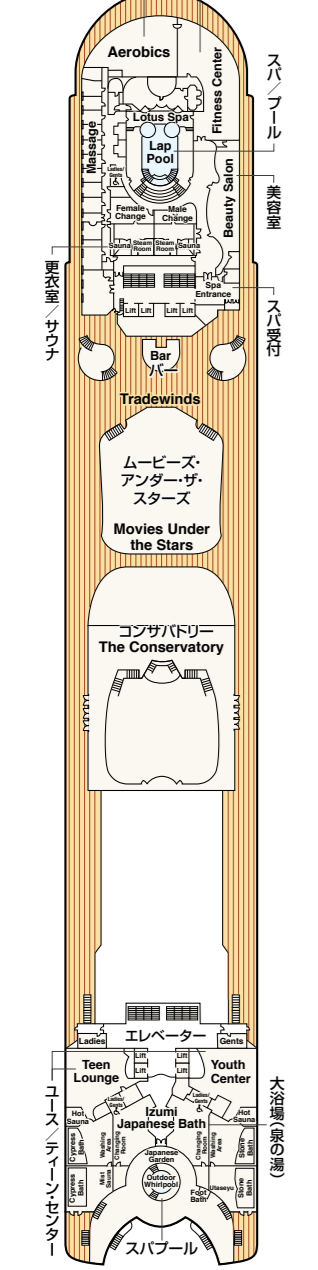 Aerobics
Fitness Center
Lotus Spa
Massage
Lap
Pool
スパ/プール
Ladies/
Gents
Beauty Salon
美容室
Female
Change
Male
Change
Sauna
Steam
Room
Steam
Room
Sauna
更衣室/サウナ
Spa
Entrance
スパ受付
Lift
Lift
Lift
Lift
Bar
バー
Tradewinds
ムービーズ・
アンダー・ザ・
スターズ
Movies Under
the Stars
コンサバトリー
The Conservatory
エレベーター
Ladies
Gents
Lift
Lift
Lift
Lift
Teen
Lounge
Youth
Center
ユース/ティーン・センター
大浴場(泉の湯)
Ladies/
Gents
Ladies/
Gents
Hot
Sauna
Izumi
Japanese Bath
Hot
Sauna
Cypress
Bath
Washing
Area
Changing
Room
Changing
Room
Washing
Area
Stone
Bath
Japanese
Garden
Cypress
Bath
Mist
Sauna
Outdoor
Whirlpool
Foot
Bath
Utaseyu
Stone
Bath
スパプール